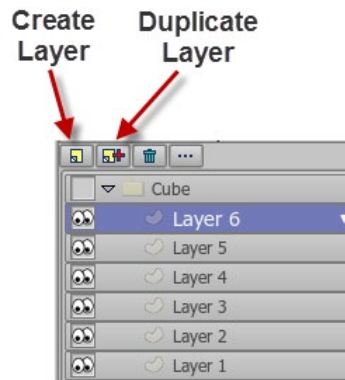 Create
Layer
Duplicate
Layer
Cube
Layer 6
Layer 5
Layer 4
Layer 3
Layer 2
Layer 1